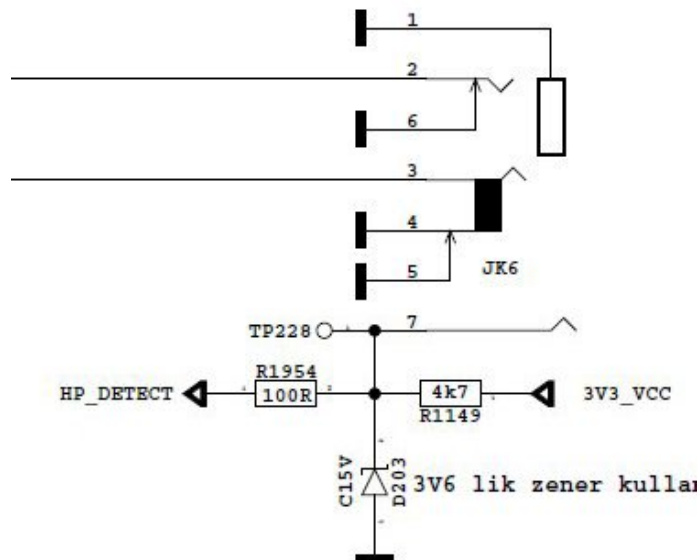 1
2
6
3
4
5
JK6
7
TP228
R1954
HP_DETECT 100R 4k7 3V3_VCC
R1149
C15V
D203
3V6 lik zener kullan